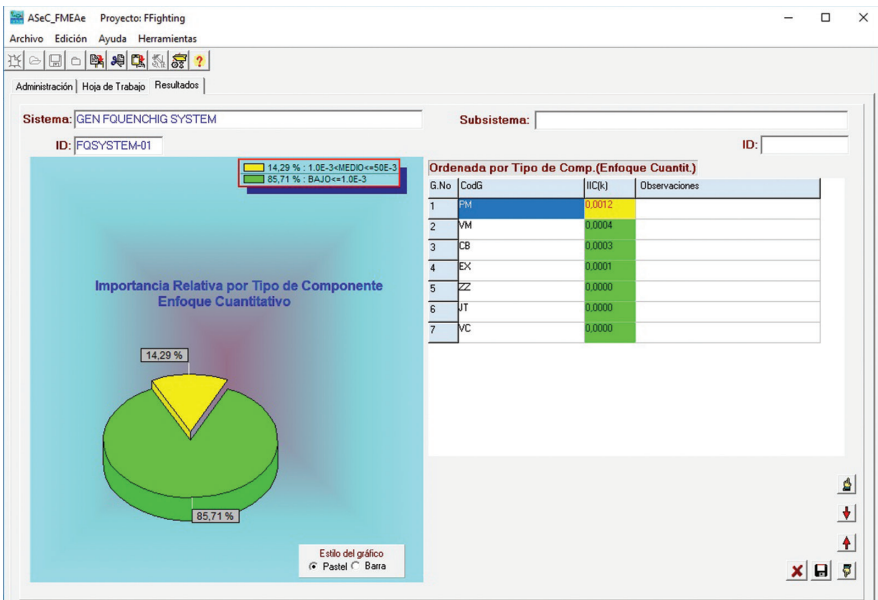 ASeC_FMEAe    Proyecto: FFighting
Archivo Edición Ayuda Herramientas
Administración Hoja de Trabajo Resultados
Sistema: GEN FQUENCHIG SYSTEM Subsistema:
ID: FQSYSTEM-01 ID:
14,29 % : 1.0E-3<MEDIO<=50E-3
85,71 % : BAJO<=1.0E-3
Importancia Relativa por Tipo de Componente
Enfoque Cuantitativo
14,29 %
85,71 %
Estilo del gráfico
Pastel Barra
Ordenada por Tipo de Comp.(Enfoque Cuantit.)
G.No CodG IIC(k) Observaciones
1 PM 0,0012
2 VM 0,0004
3 CB 0,0003
4 EX 0,0001
5 ZZ 0,0000
6 JT 0,0000
7 VC 0,0000